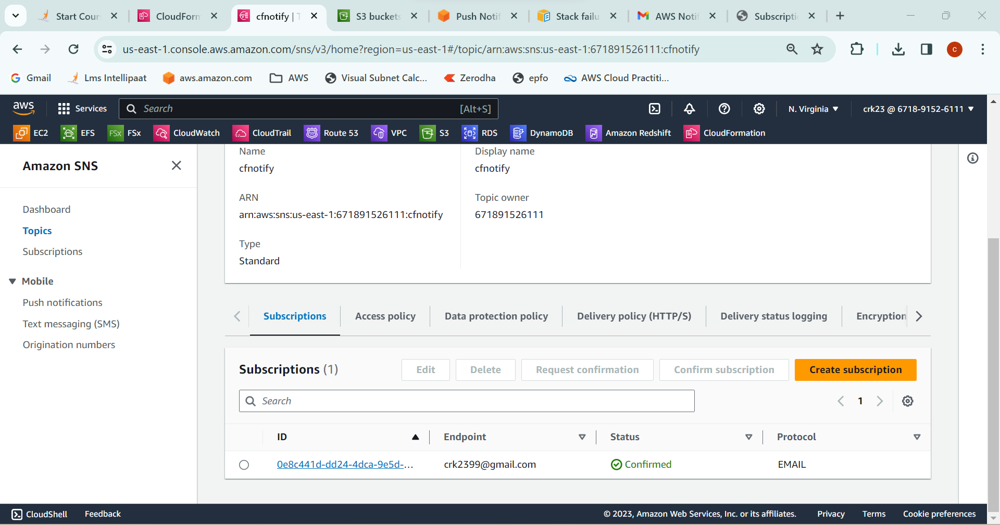 Start Cour
CloudForm
cfnotify | T
S3 buckets
Push Notif
Stack failu
AWS Notif
Subscripti
us-east-1.console.aws.amazon.com/sns/v3/home?region=us-east-1#/topic/arn:aws:sns:us-east-1:671891526111:cfnotify
C
Gmail
Lms Intellipaat
aws.amazon.com
AWS
Visual Subnet Calc...
Zerodha
epfo
AWS Cloud Practiti...
aws
Services
Search
[Alt+S]
N. Virginia
crk23 @ 6718-9152-6111
EC2
EFS
FSx
FSx
CloudWatch
CloudTrail
53
Route 53
VPC
S3
RDS
DynamoDB
Amazon Redshift
CloudFormation
Amazon SNS
Dashboard
Topics
Subscriptions
Mobile
Push notifications
Text messaging (SMS)
Origination numbers
Name
cfnotify
Display name
cfnotify
ARN
arn:aws:sns:us-east-1:671891526111:cfnotify
Topic owner
671891526111
Type
Standard
Subscriptions
Access policy
Data protection policy
Delivery policy (HTTP/S)
Delivery status logging
Encryption
Subscriptions (1)
Edit
Delete
Request confirmation
Confirm subscription
Create subscription
Search
1
ID
Endpoint
Status
Protocol
0e8c441d-dd24-4dca-9e5d-...
crk2399@gmail.com
Confirmed
EMAIL
CloudShell
Feedback
© 2023, Amazon Web Services, Inc. or its affiliates.
Privacy
Terms
Cookie preferences